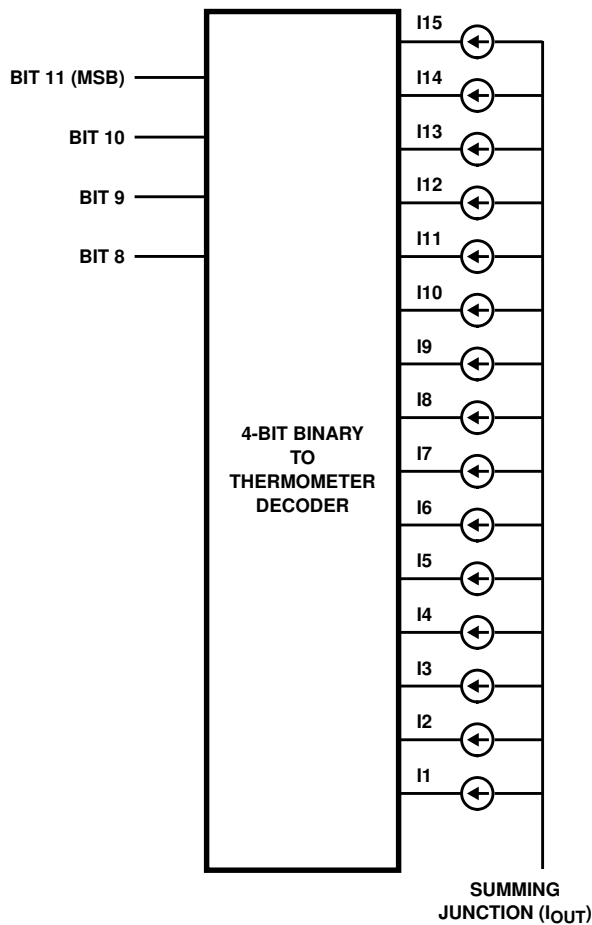 I15
BIT 11 (MSB)
I14
BIT 10
I13
BIT 9
I12
BIT 8
I11
I10
I9
I8
4-BIT BINARY
TO
THERMOMETER
DECODER
I7
I6
I5
I4
I3
I2
I1
SUMMING
JUNCTION (IOUT)